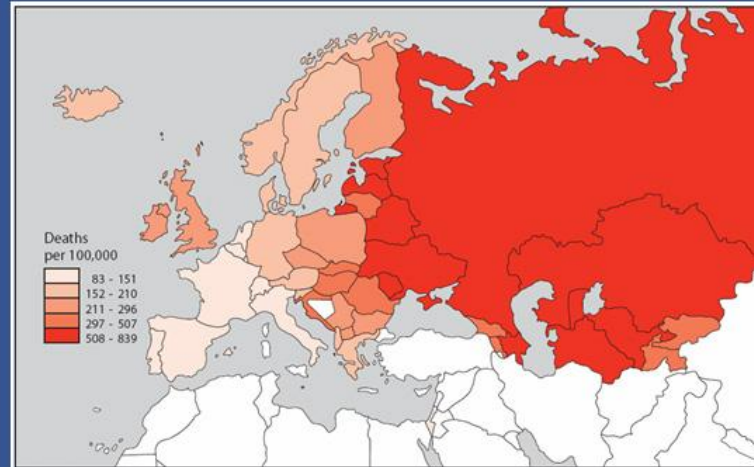 Deaths
per 100,000
83 - 151
152 - 210
211 - 296
297 - 507
508 - 839